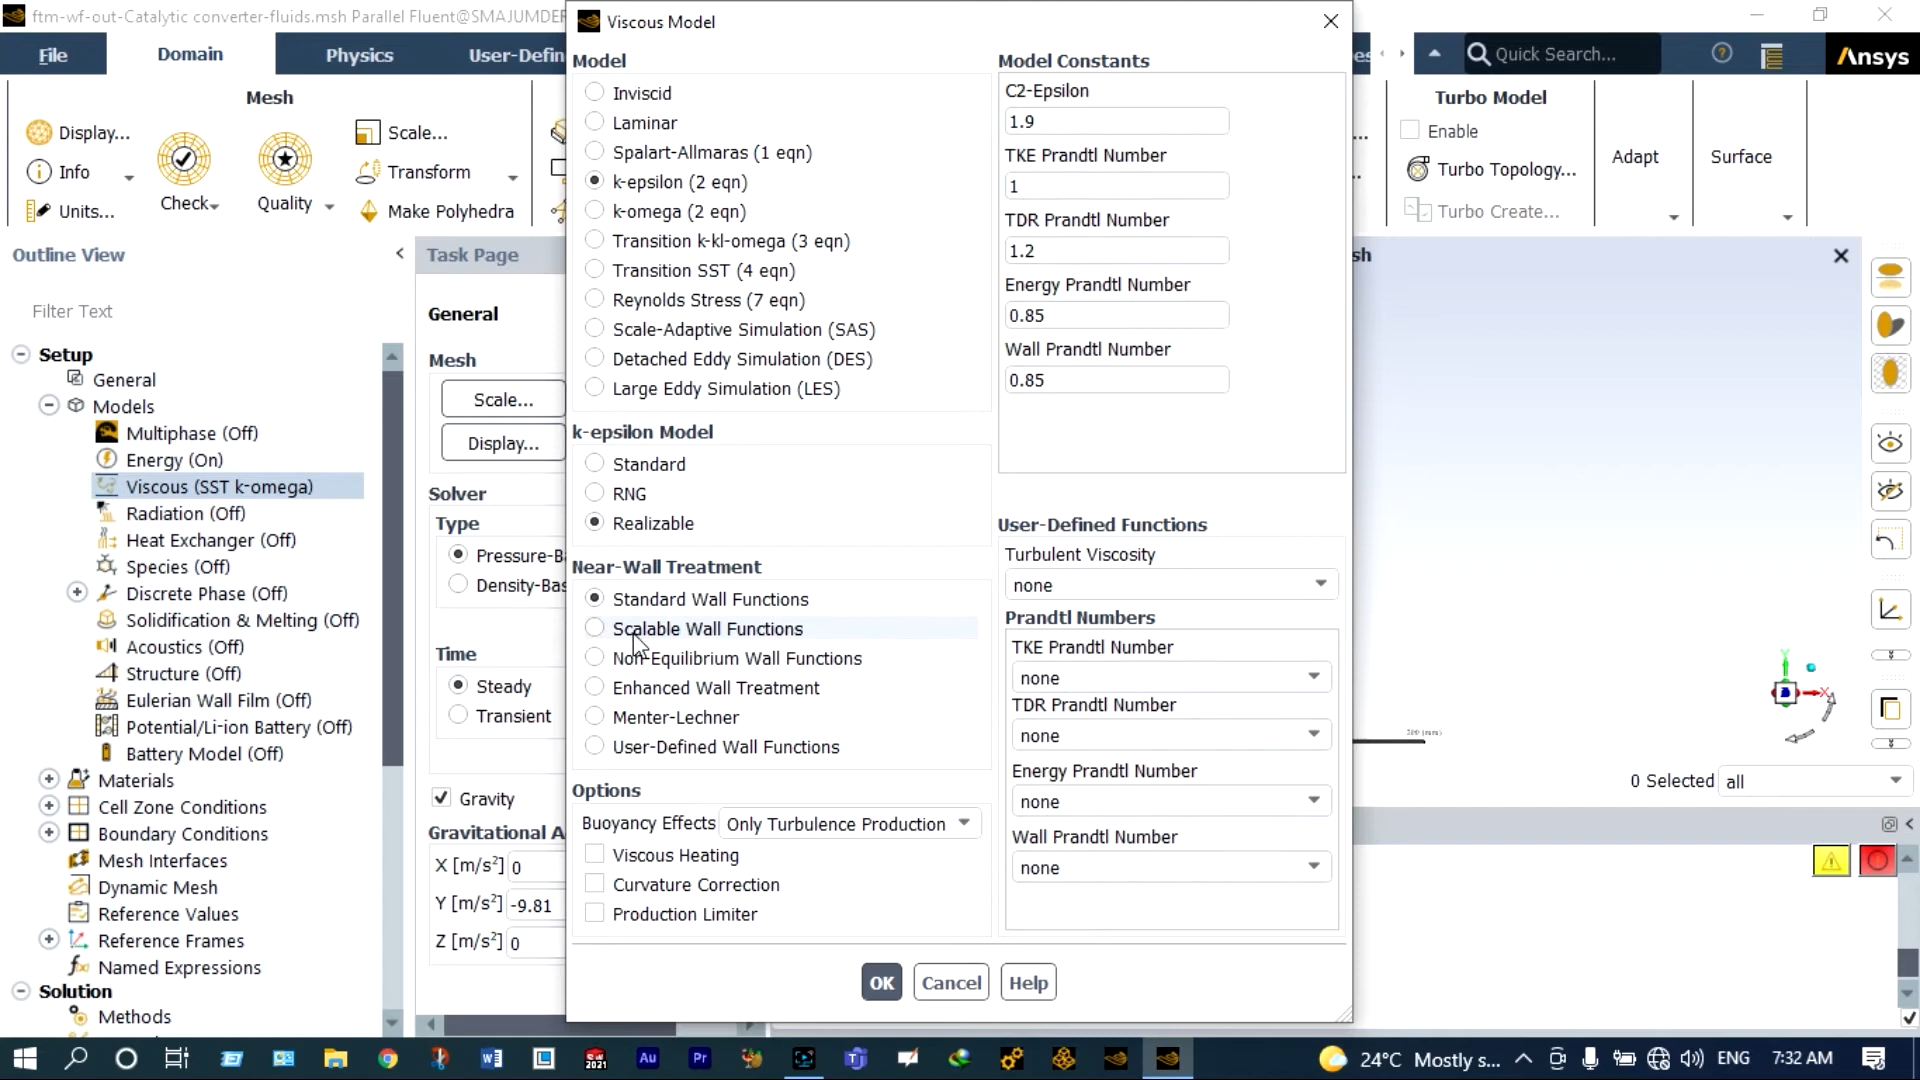 ftm-wf-out-Catalytic converter-fluids.msh Parallel Fluent@SMAJUMDER
File
Domain
Physics
User-Defin
Quick Search...
Ansys
Mesh
Display...
Info
Units...
Check
Quality
Scale...
Transform
Make Polyhedra
Turbo Model
Enable
Turbo Topology...
Turbo Create...
Adapt
Surface
Outline View
Filter Text
Setup
General
Models
Multiphase (Off)
Energy (On)
Viscous (SST k-omega)
Radiation (Off)
Heat Exchanger (Off)
Species (Off)
Discrete Phase (Off)
Solidification & Melting (Off)
Acoustics (Off)
Structure (Off)
Eulerian Wall Film (Off)
Potential/Li-ion Battery (Off)
Battery Model (Off)
Materials
Cell Zone Conditions
Boundary Conditions
Mesh Interfaces
Dynamic Mesh
Reference Values
Reference Frames
Named Expressions
Solution
Methods
Task Page
General
Mesh
Scale...
Display...
Solver
Type
Pressure-B
Density-Bas
Time
Steady
Transient
Gravity
Gravitational A
X [m/s²] 0
Y [m/s²] -9.81
Z [m/s²] 0
Viscous Model
Model
Inviscid
Laminar
Spalart-Allmaras (1 eqn)
k-epsilon (2 eqn)
k-omega (2 eqn)
Transition k-kl-omega (3 eqn)
Transition SST (4 eqn)
Reynolds Stress (7 eqn)
Scale-Adaptive Simulation (SAS)
Detached Eddy Simulation (DES)
Large Eddy Simulation (LES)
k-epsilon Model
Standard
RNG
Realizable
Near-Wall Treatment
Standard Wall Functions
Scalable Wall Functions
Non-Equilibrium Wall Functions
Enhanced Wall Treatment
Menter-Lechner
User-Defined Wall Functions
Options
Buoyancy Effects Only Turbulence Production
Viscous Heating
Curvature Correction
Production Limiter
Model Constants
C2-Epsilon
1.9
TKE Prandtl Number
1
TDR Prandtl Number
1.2
Energy Prandtl Number
0.85
Wall Prandtl Number
0.85
User-Defined Functions
Turbulent Viscosity
none
Prandtl Numbers
TKE Prandtl Number
none
TDR Prandtl Number
none
Energy Prandtl Number
none
Wall Prandtl Number
none
OK
Cancel
Help
sh
0 Selected all
24°C Mostly s...
ENG
7:32 AM